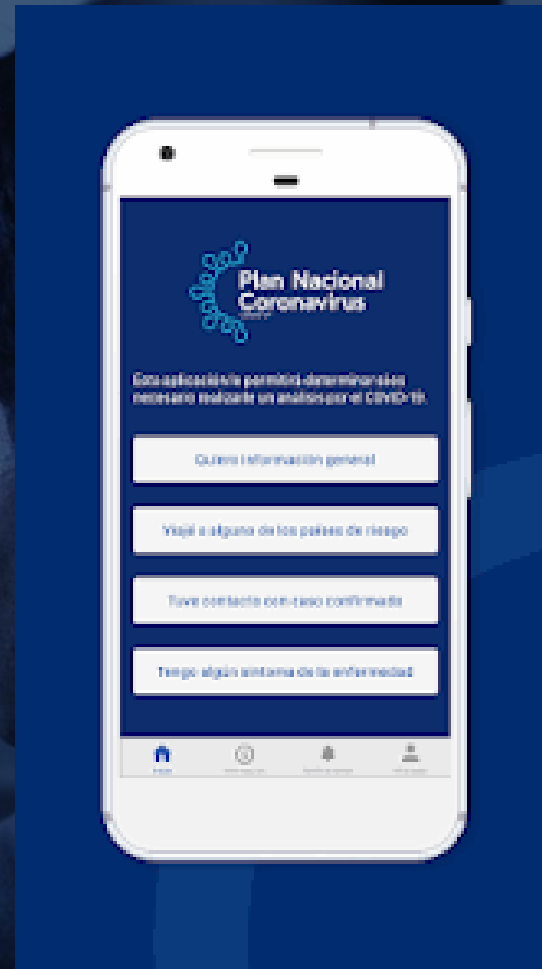 Plan Nacional
Coronavirus
Esta aplicación le permitirá determinar si es
necesario realizarle un análisis por el COVID-19.
Quiero información general
Viajé a alguno de los países de riesgo
Tuve contacto con caso confirmado
Tengo algún síntoma de la enfermedad